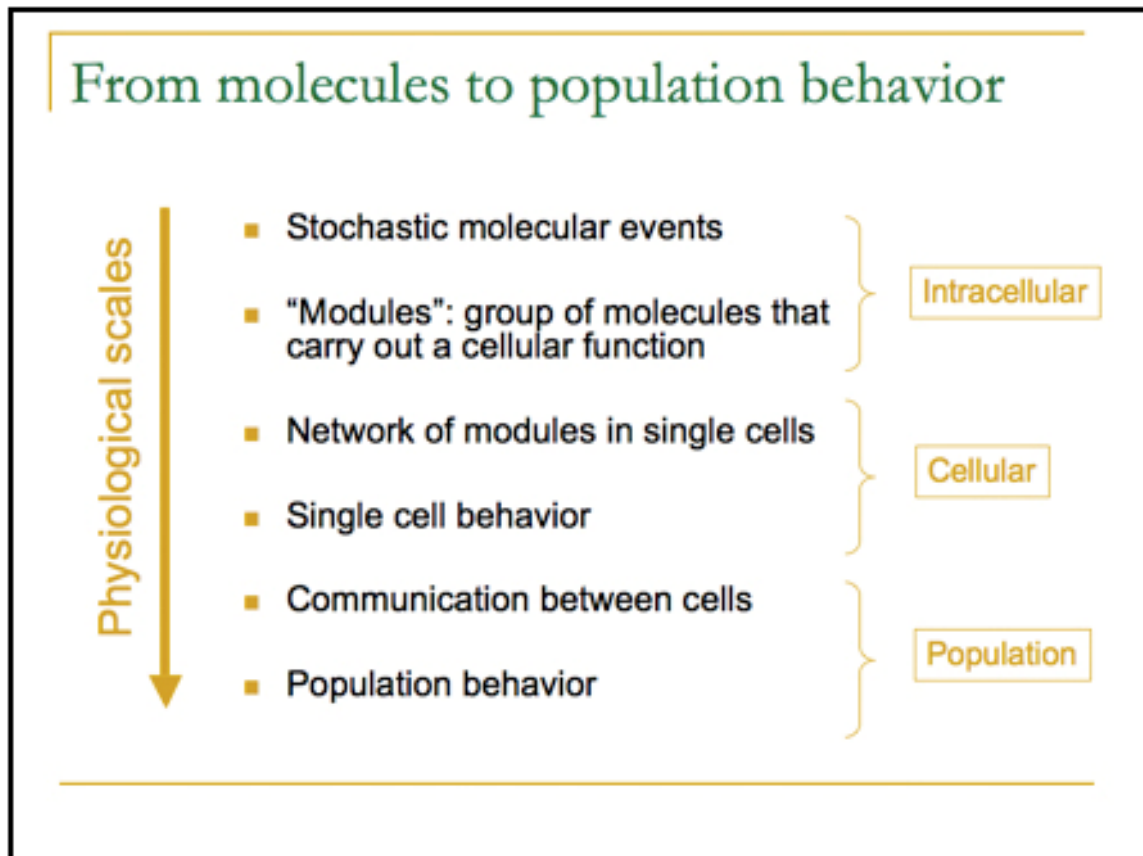 From molecules to population behavior
Physiological scales
■ Stochastic molecular events
■ “Modules”: group of molecules that
carry out a cellular function
Intracellular
■ Network of modules in single cells
■ Single cell behavior
Cellular
■ Communication between cells
■ Population behavior
Population